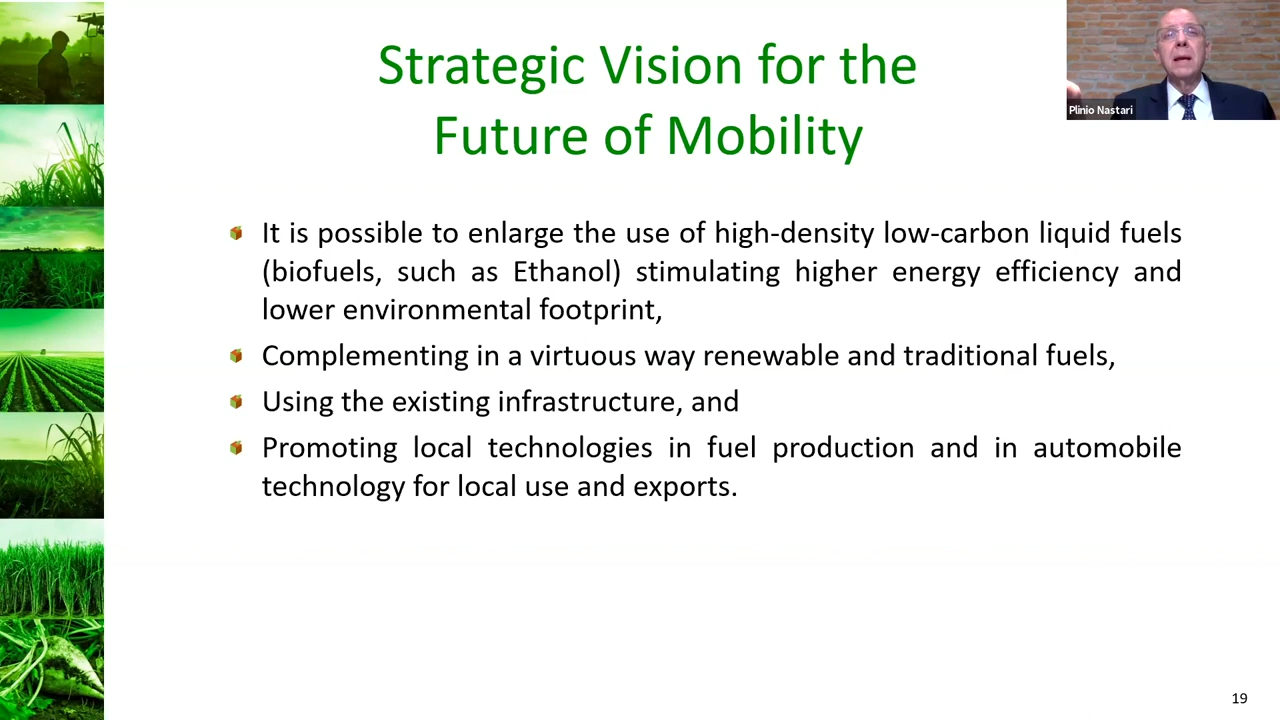 Strategic Vision for the
Future of Mobility
Plinio Nastari
It is possible to enlarge the use of high-density low-carbon liquid fuels
(biofuels, such as Ethanol) stimulating higher energy efficiency and
lower environmental footprint,
Complementing in a virtuous way renewable and traditional fuels,
Using the existing infrastructure, and
Promoting local technologies in fuel production and in automobile
technology for local use and exports.
19